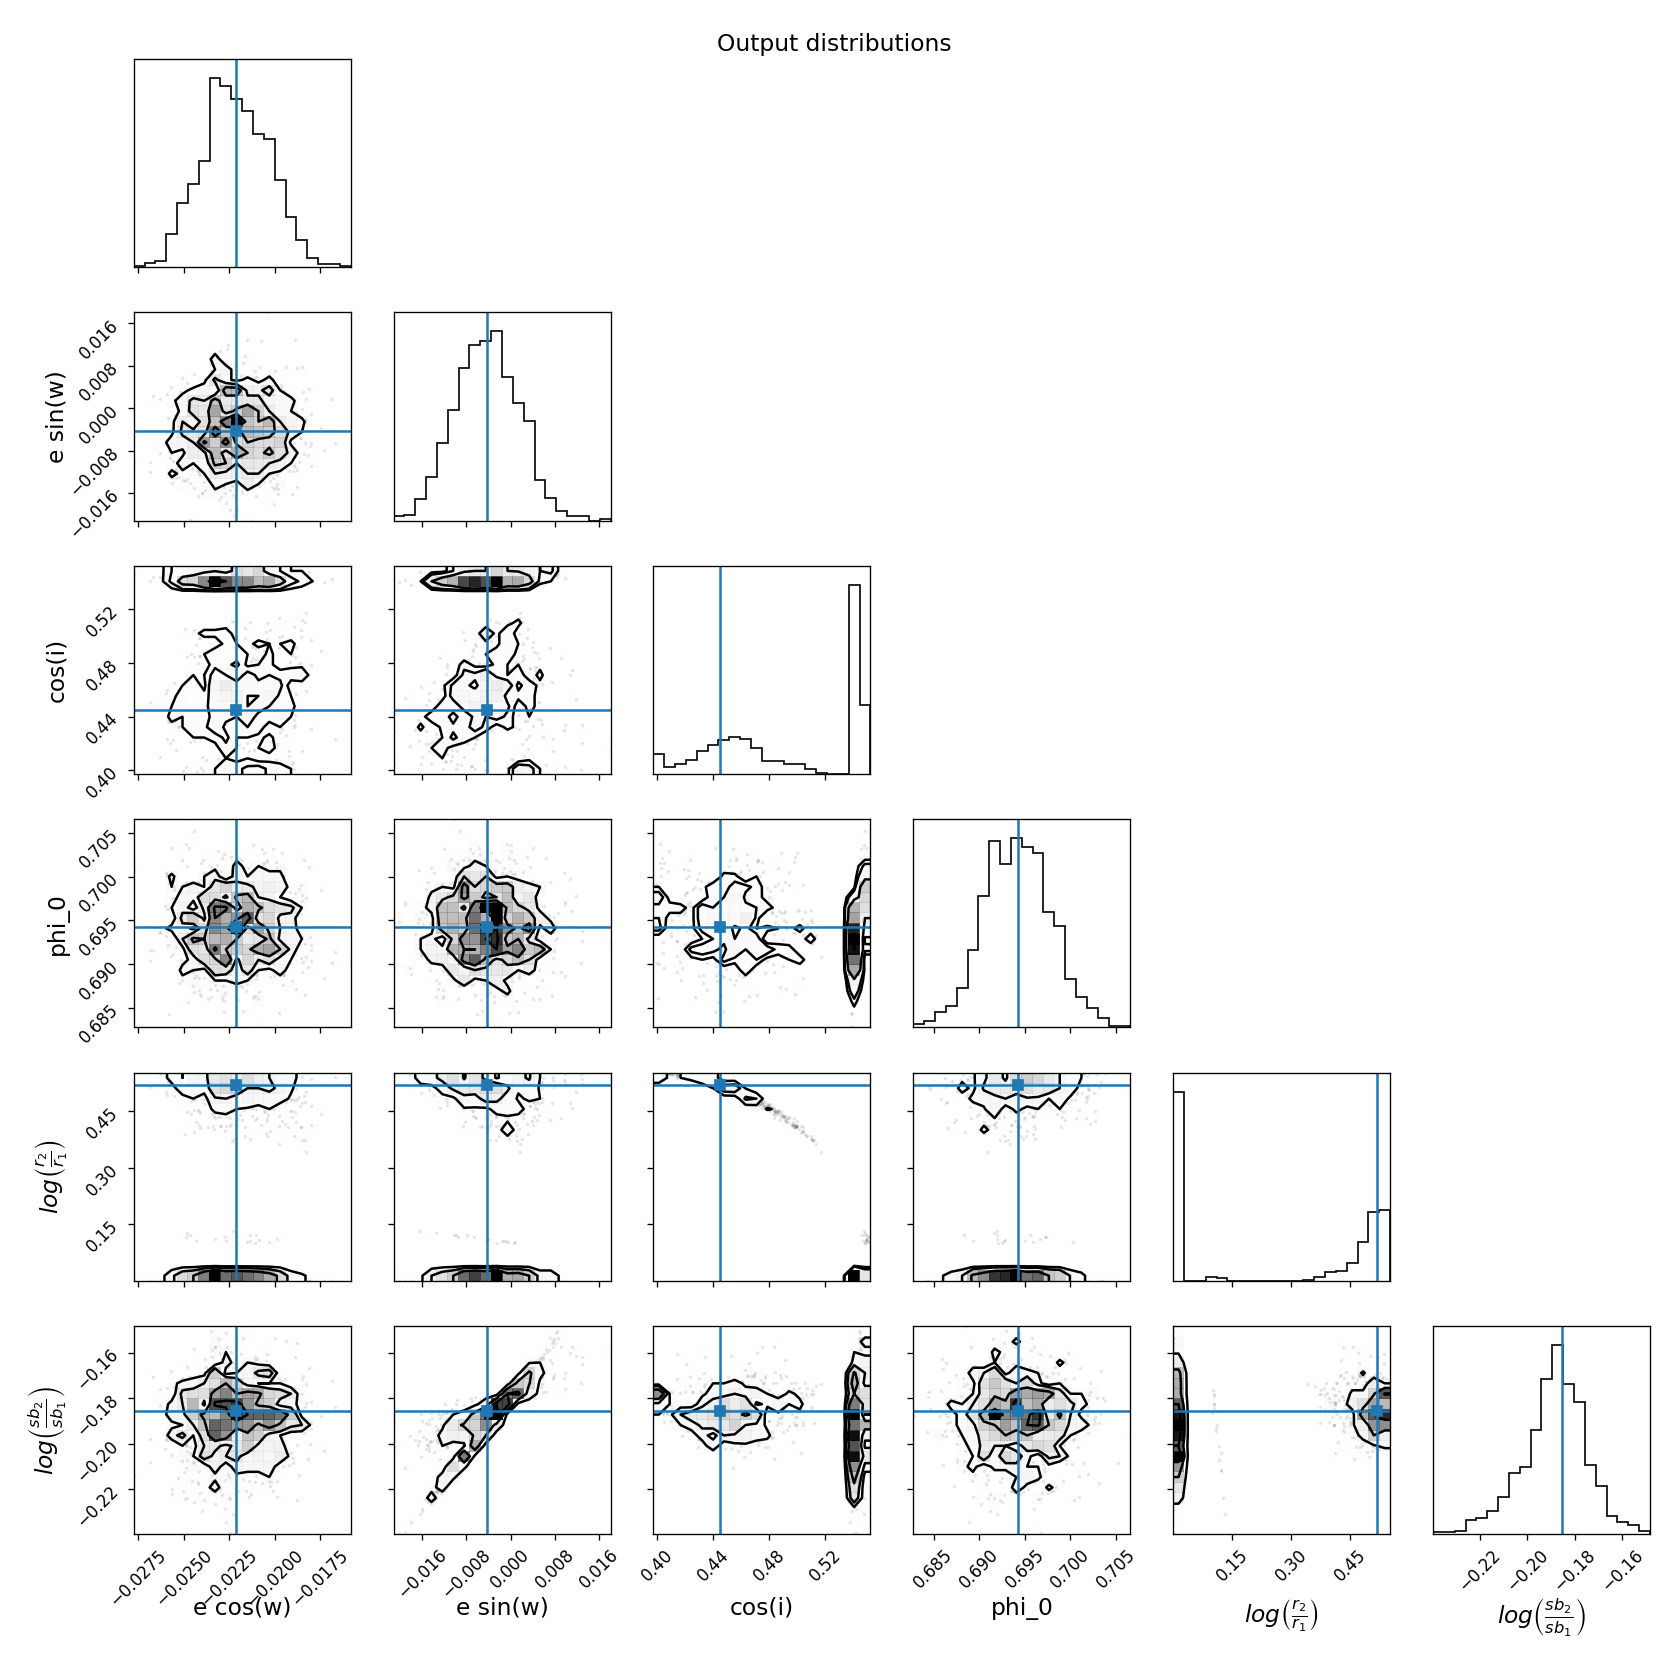 Output distributions
e sin(w)
0.016
0.008
0.000
−0.008
−0.016
cos(i)
0.52
0.48
0.44
0.40
phi_0
0.705
0.700
0.695
0.690
0.685
log(r2/r1)
0.45
0.30
0.15
log(sb2/sb1)
−0.16
−0.18
−0.20
−0.22
−0.0275 −0.0250 −0.0225 −0.0200 −0.0175
−0.016 −0.008 0.000 0.008 0.016
0.40 0.44 0.48 0.52
0.685 0.690 0.695 0.700 0.705
0.15 0.30 0.45
−0.22 −0.20 −0.18 −0.16
e cos(w)
e sin(w)
cos(i)
phi_0
log(r2/r1)
log(sb2/sb1)